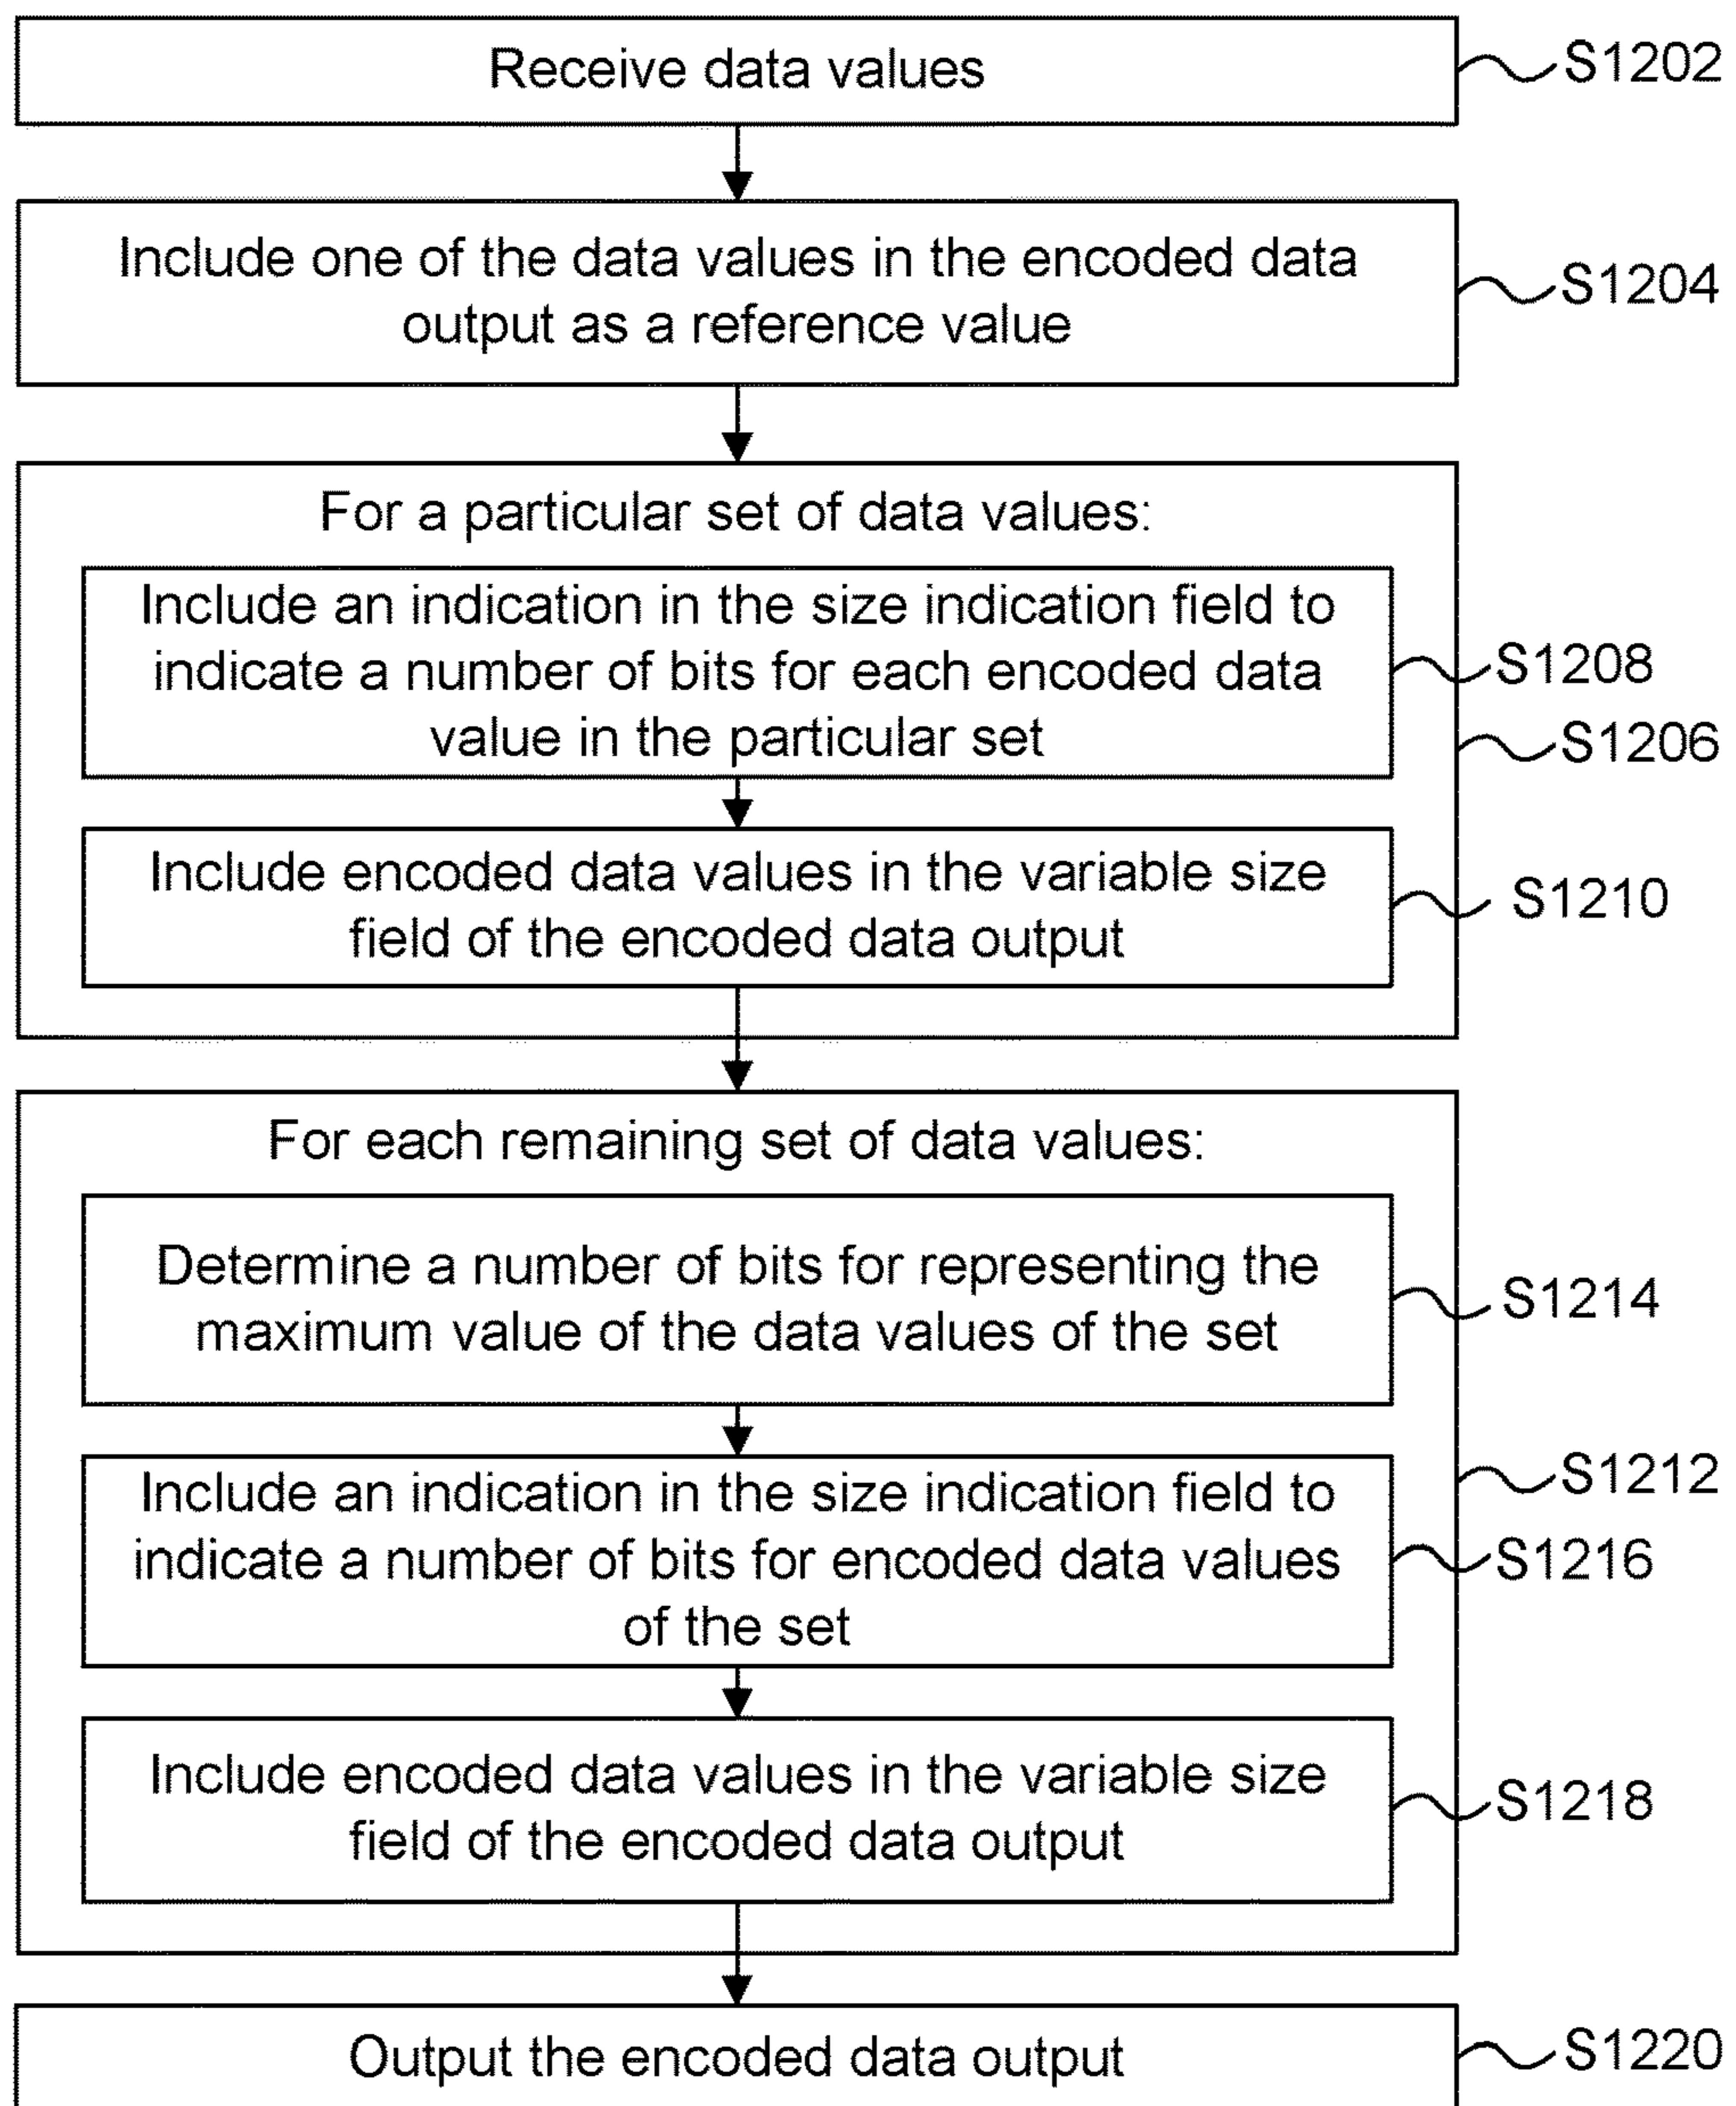 Receive data values
S1202
Include one of the data values in the encoded data
output as a reference value
S1204
For a particular set of data values:
Include an indication in the size indication field to
indicate a number of bits for each encoded data
value in the particular set
S1208
S1206
Include encoded data values in the variable size
field of the encoded data output
S1210
For each remaining set of data values:
Determine a number of bits for representing the
maximum value of the data values of the set
S1214
S1212
Include an indication in the size indication field to
indicate a number of bits for encoded data values
of the set
S1216
Include encoded data values in the variable size
field of the encoded data output
S1218
Output the encoded data output
S1220